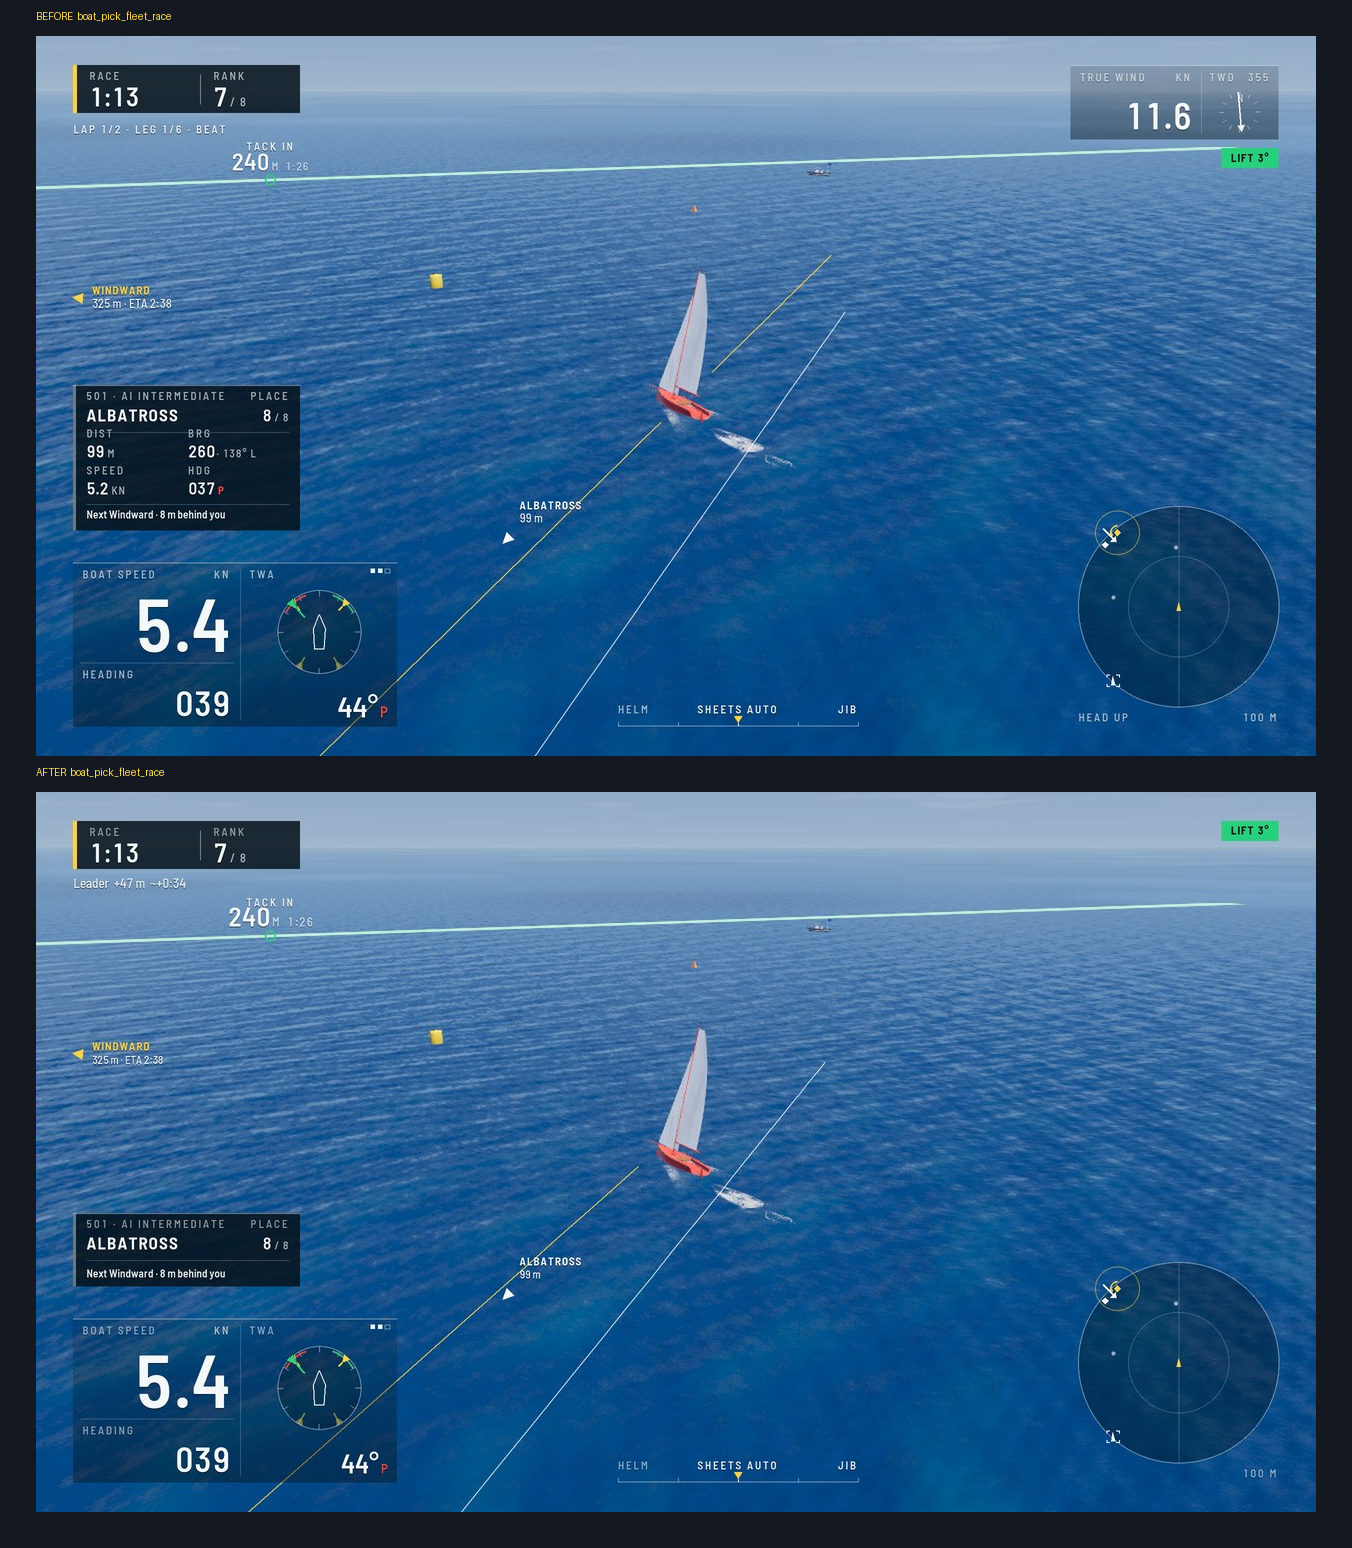 BEFORE boat_pick_fleet_race
RACE RANK
1:13 7 / 8
LAP 1/2 · LEG 1/6 · BEAT
TACK IN
240 M 1:26
TRUE WIND KN TWD 355
11.6 N
LIFT 3°
WINDWARD
325 m · ETA 2:38
501 · AI INTERMEDIATE PLACE
ALBATROSS 8 / 8
DIST BRG
99 M 260 · 138° L
SPEED HDG
5.2 KN 037 P
Next Windward · 8 m behind you
ALBATROSS
99 m
BOAT SPEED KN TWA
5.4
HEADING
039 44° P
HELM SHEETS AUTO JIB
HEAD UP 100 M
AFTER boat_pick_fleet_race
RACE RANK
1:13 7 / 8
LIFT 3°
Leader +47 m ~+0:34
TACK IN
240 M 1:26
WINDWARD
325 m · ETA 2:38
501 · AI INTERMEDIATE PLACE
ALBATROSS 8 / 8
Next Windward · 8 m behind you
ALBATROSS
99 m
BOAT SPEED KN TWA
5.4
HEADING
039 44° P
HELM SHEETS AUTO JIB
100 M